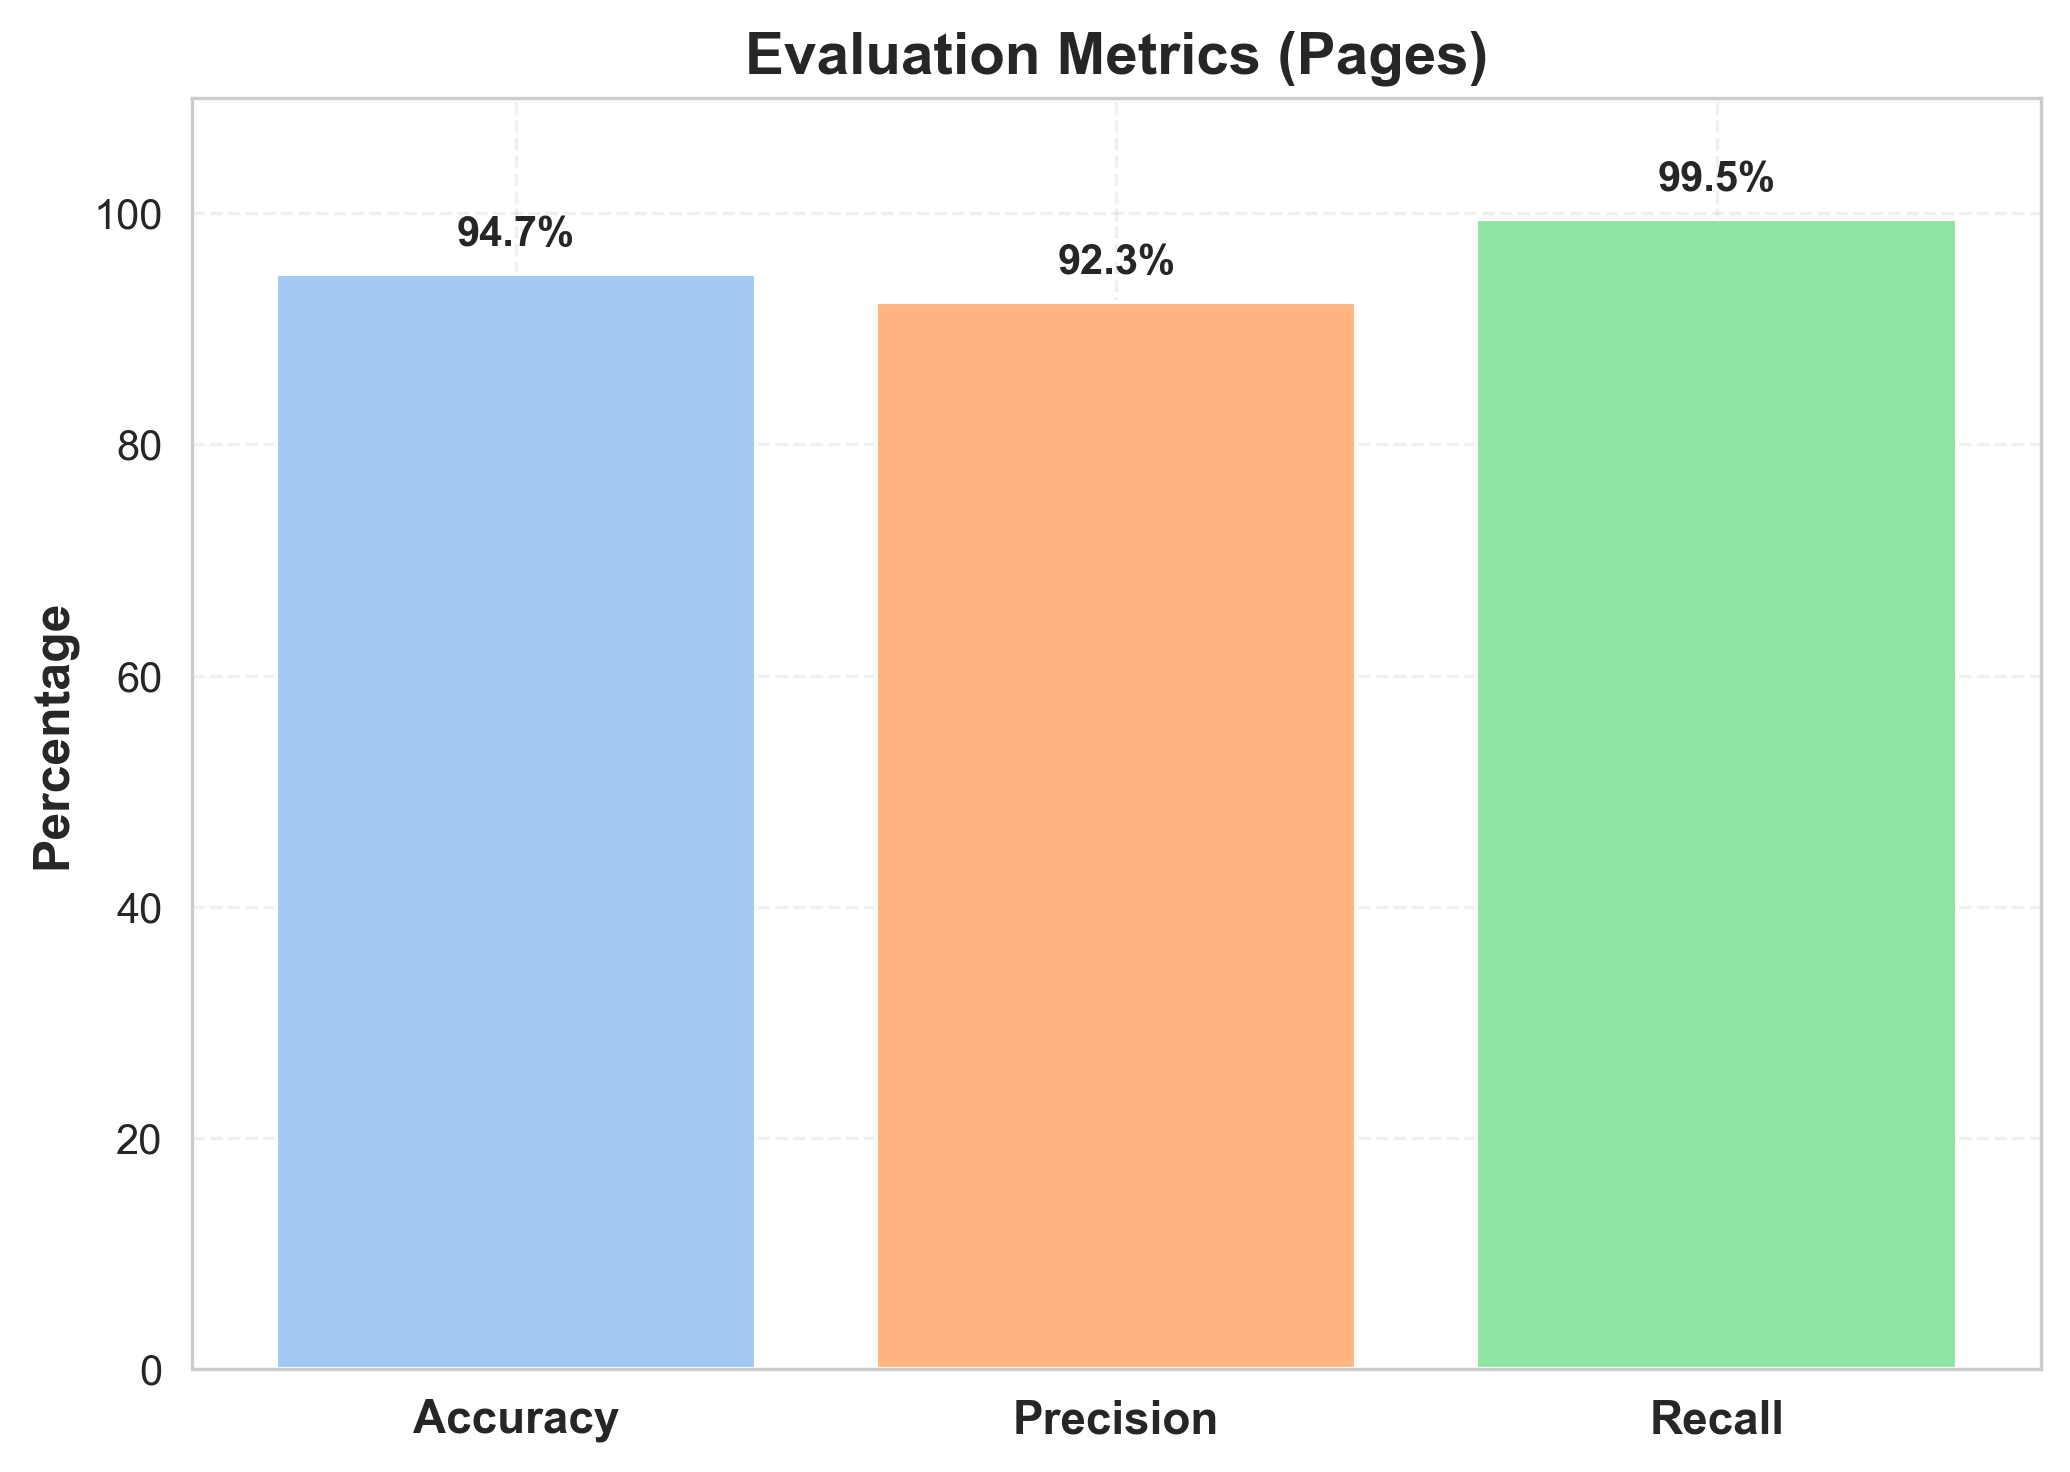 Evaluation Metrics (Pages)
Percentage
100
80
60
40
20
0
94.7%
92.3%
99.5%
Accuracy
Precision
Recall